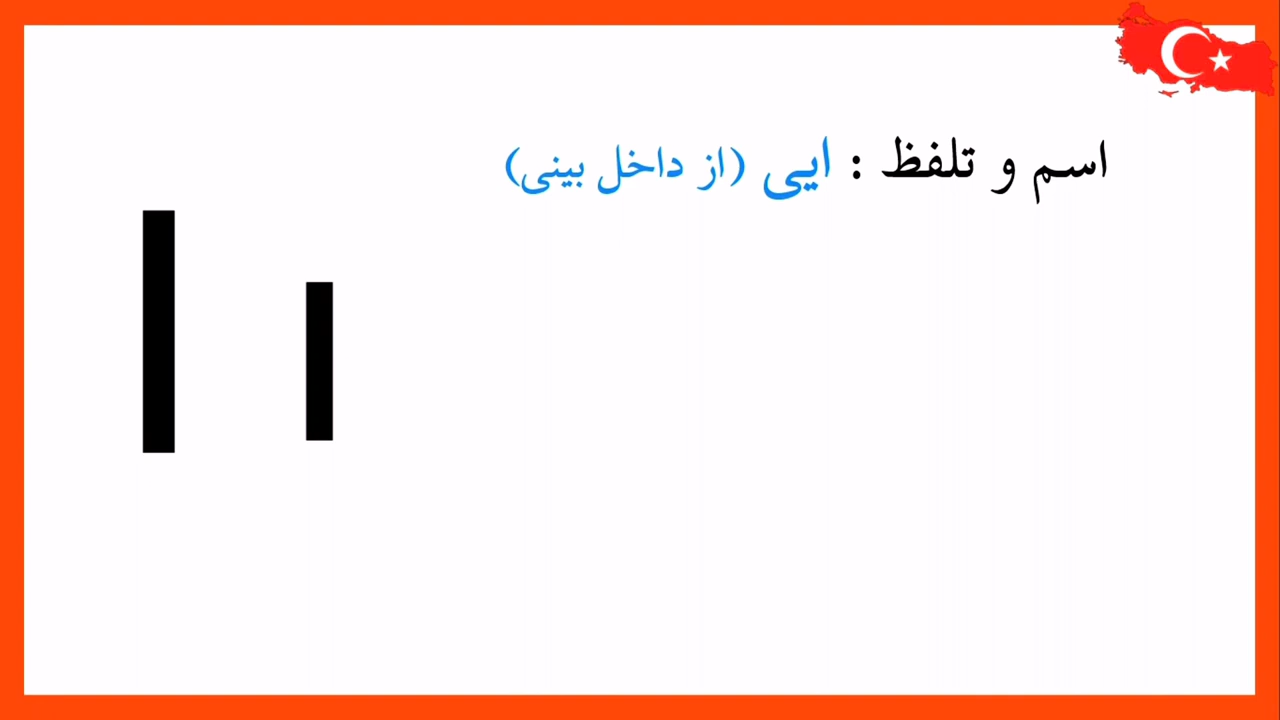 اسم و تلفظ : ایی (از داخل بینی)
I ı